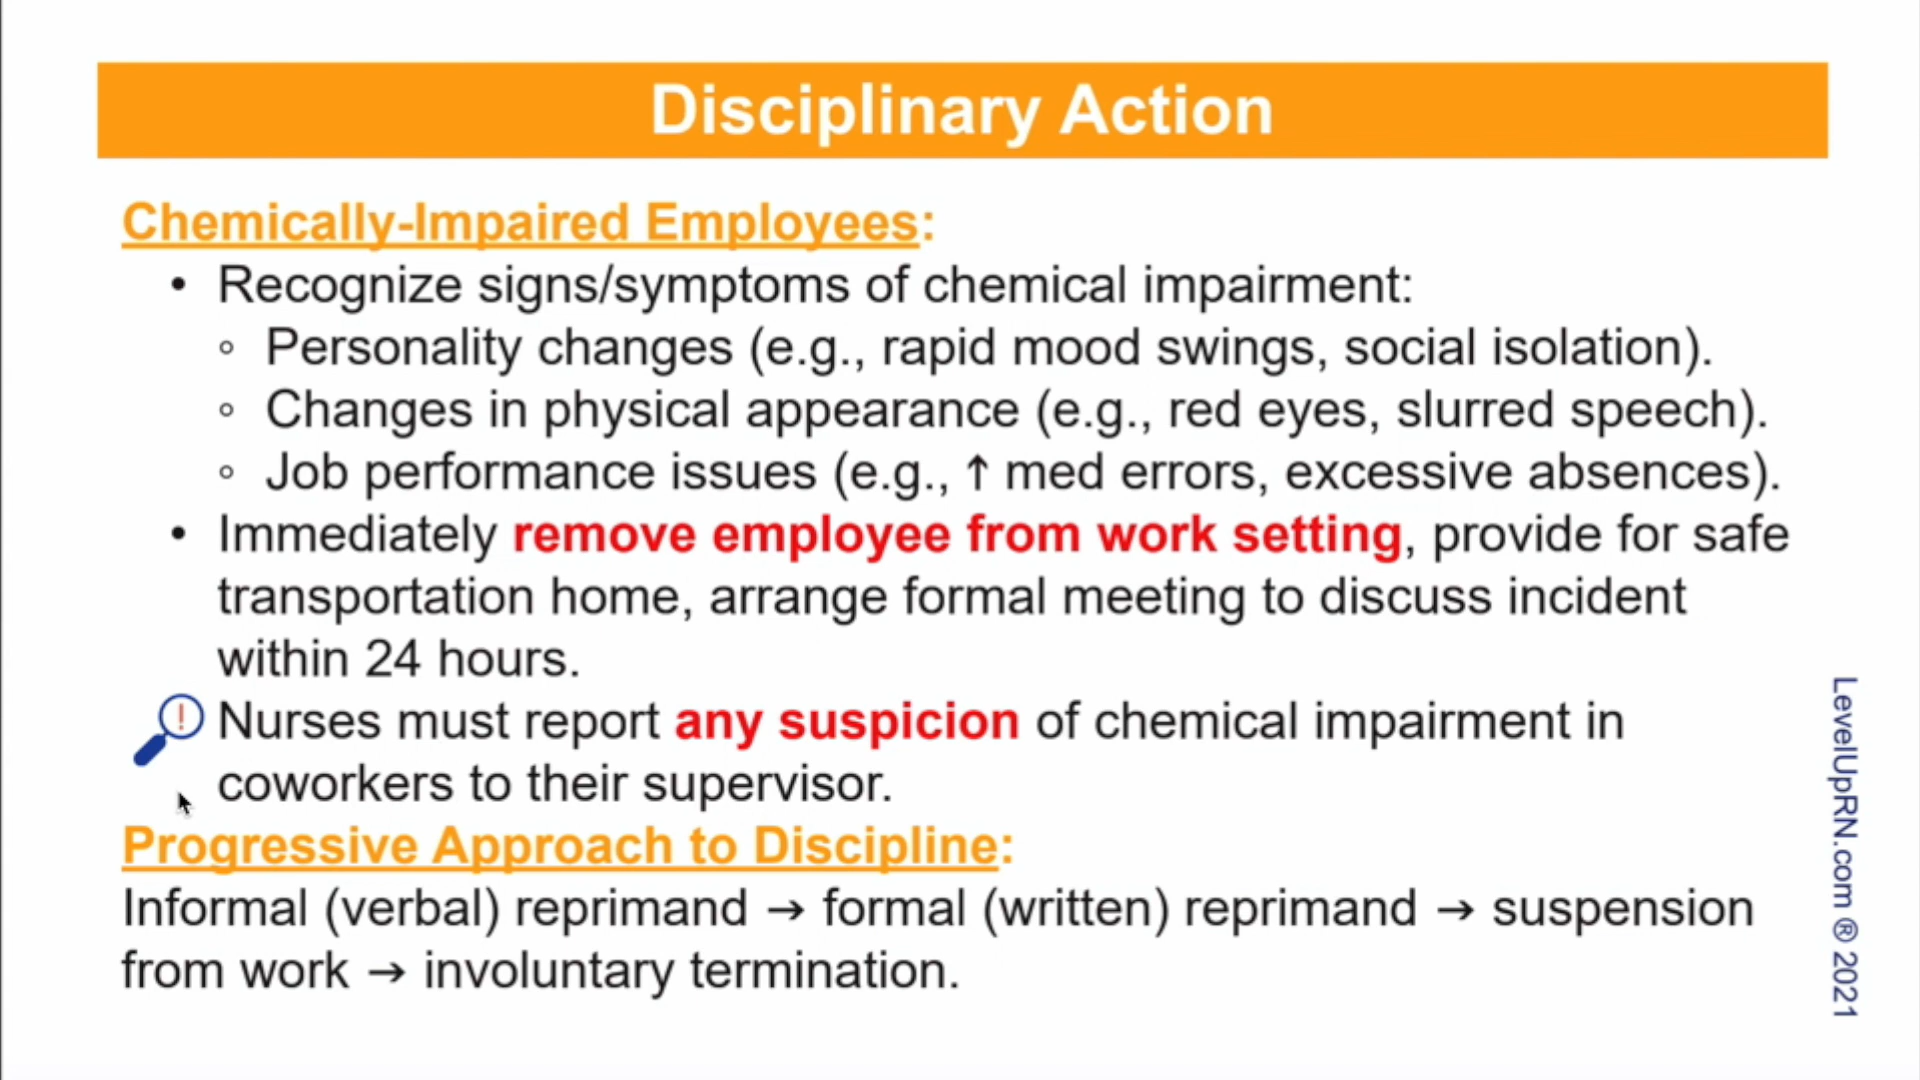 Disciplinary Action
Chemically-Impaired Employees:
• Recognize signs/symptoms of chemical impairment:
◦ Personality changes (e.g., rapid mood swings, social isolation).
◦ Changes in physical appearance (e.g., red eyes, slurred speech).
◦ Job performance issues (e.g., ↑ med errors, excessive absences).
• Immediately remove employee from work setting, provide for safe
transportation home, arrange formal meeting to discuss incident
within 24 hours.
! Nurses must report any suspicion of chemical impairment in
coworkers to their supervisor.
Progressive Approach to Discipline:
Informal (verbal) reprimand → formal (written) reprimand → suspension
from work → involuntary termination.
LevelUpRN.com ® 2021